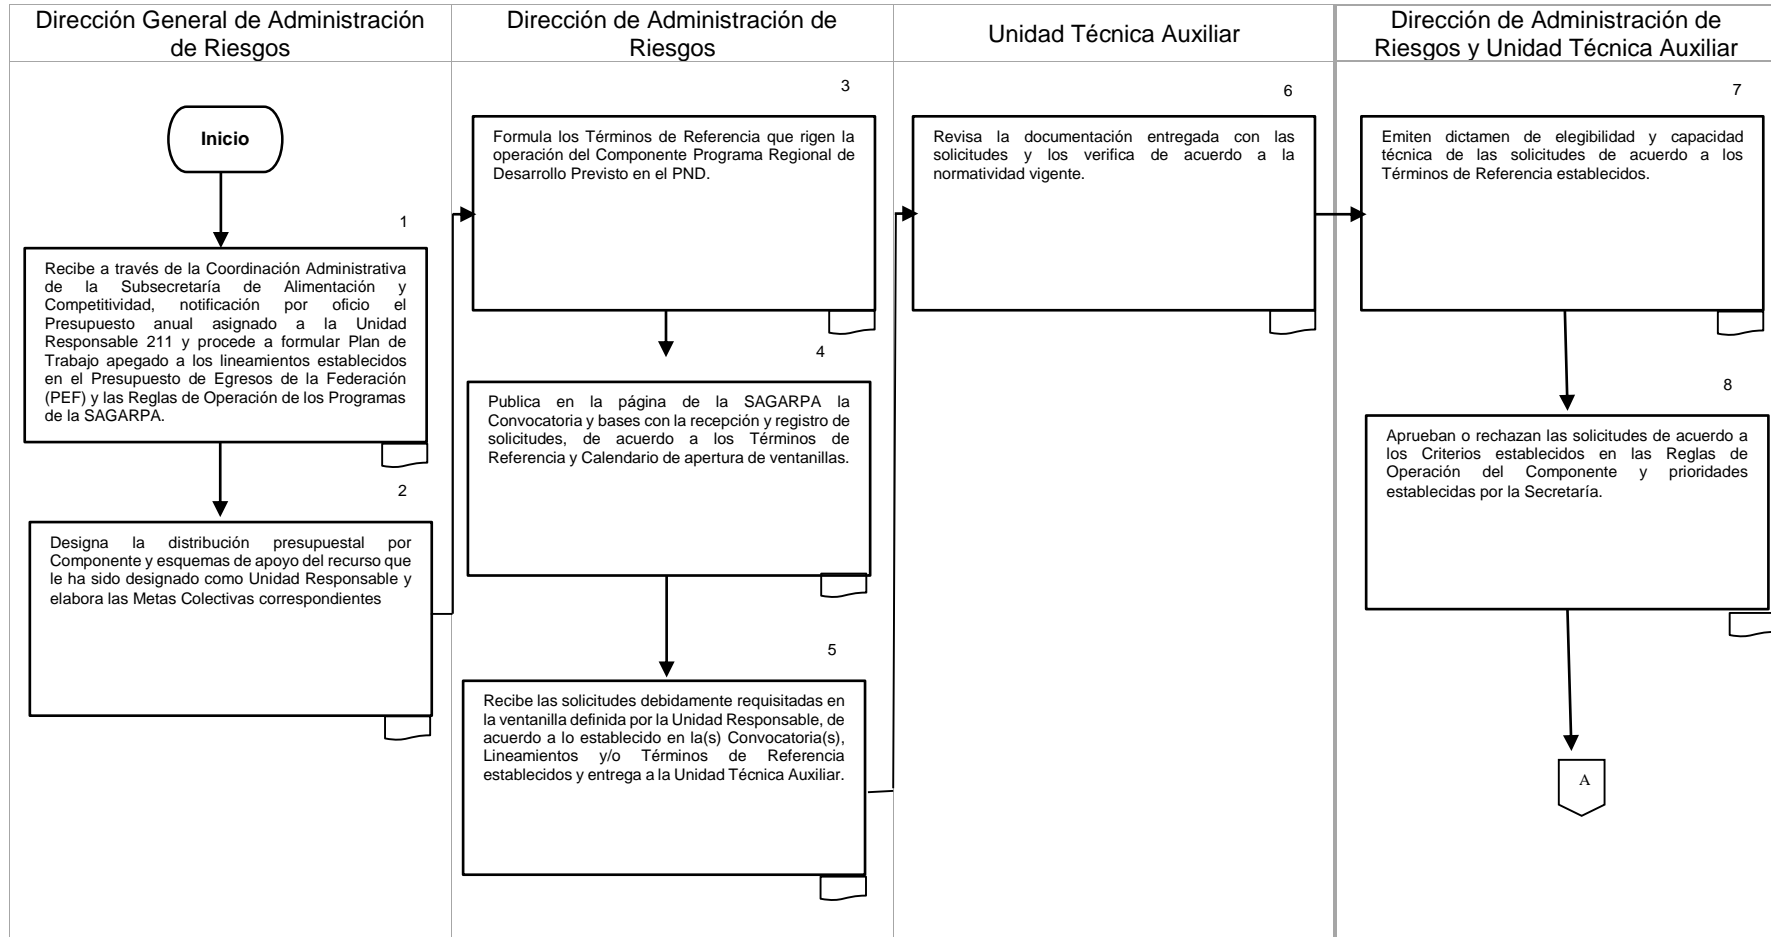 Dirección General de Administración
de Riesgos
Inicio
1
Recibe a través de la Coordinación Administrativa
de la Subsecretaría de Alimentación y
Competitividad, notificación por oficio el
Presupuesto anual asignado a la Unidad
Responsable 211 y procede a formular Plan de
Trabajo apegado a los lineamientos establecidos
en el Presupuesto de Egresos de la Federación
(PEF) y las Reglas de Operación de los Programas
de la SAGARPA.
2
Designa la distribución presupuestal por
Componente y esquemas de apoyo del recurso que
le ha sido designado como Unidad Responsable y
elabora las Metas Colectivas correspondientes
Dirección de Administración de
Riesgos
3
Formula los Términos de Referencia que rigen la
operación del Componente Programa Regional de
Desarrollo Previsto en el PND.
4
Publica en la página de la SAGARPA la
Convocatoria y bases con la recepción y registro de
solicitudes, de acuerdo a los Términos de
Referencia y Calendario de apertura de ventanillas.
5
Recibe las solicitudes debidamente requisitadas en
la ventanilla definida por la Unidad Responsable, de
acuerdo a lo establecido en la(s) Convocatoria(s),
Lineamientos y/o Términos de Referencia
establecidos y entrega a la Unidad Técnica Auxiliar.
Unidad Técnica Auxiliar
6
Revisa la documentación entregada con las
solicitudes y los verifica de acuerdo a la
normatividad vigente.
Dirección de Administración de
Riesgos y Unidad Técnica Auxiliar
7
Emiten dictamen de elegibilidad y capacidad
técnica de las solicitudes de acuerdo a los
Términos de Referencia establecidos.
8
Aprueban o rechazan las solicitudes de acuerdo a
los Criterios establecidos en las Reglas de
Operación del Componente y prioridades
establecidas por la Secretaría.
A